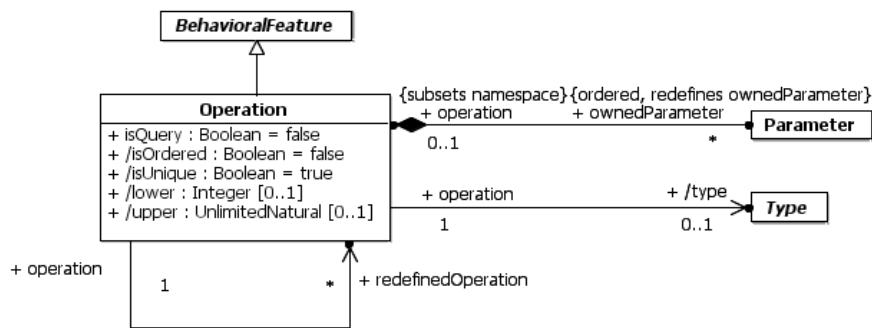 BehavioralFeature
{subsets namespace} {ordered, redefines ownedParameter}
Operation
+ operation
+ ownedParameter
Parameter
0..1
*
+ isQuery : Boolean = false
+ /isOrdered : Boolean = false
+ /isUnique : Boolean = true
+ /lower : Integer [0..1]
+ /upper : UnlimitedNatural [0..1]
+ operation
+ /type
Type
1
0..1
+ operation
1
*
+ redefinedOperation